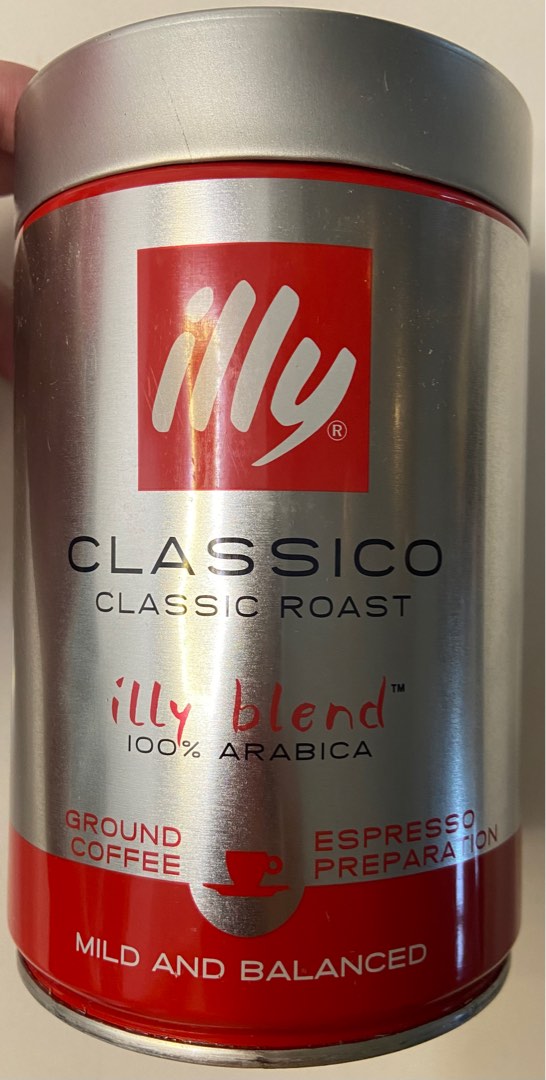 illy®
CLASSICO
CLASSIC ROAST
illy blend™
100% ARABICA
GROUND
COFFEE
ESPRESSO
PREPARATION
MILD AND BALANCED